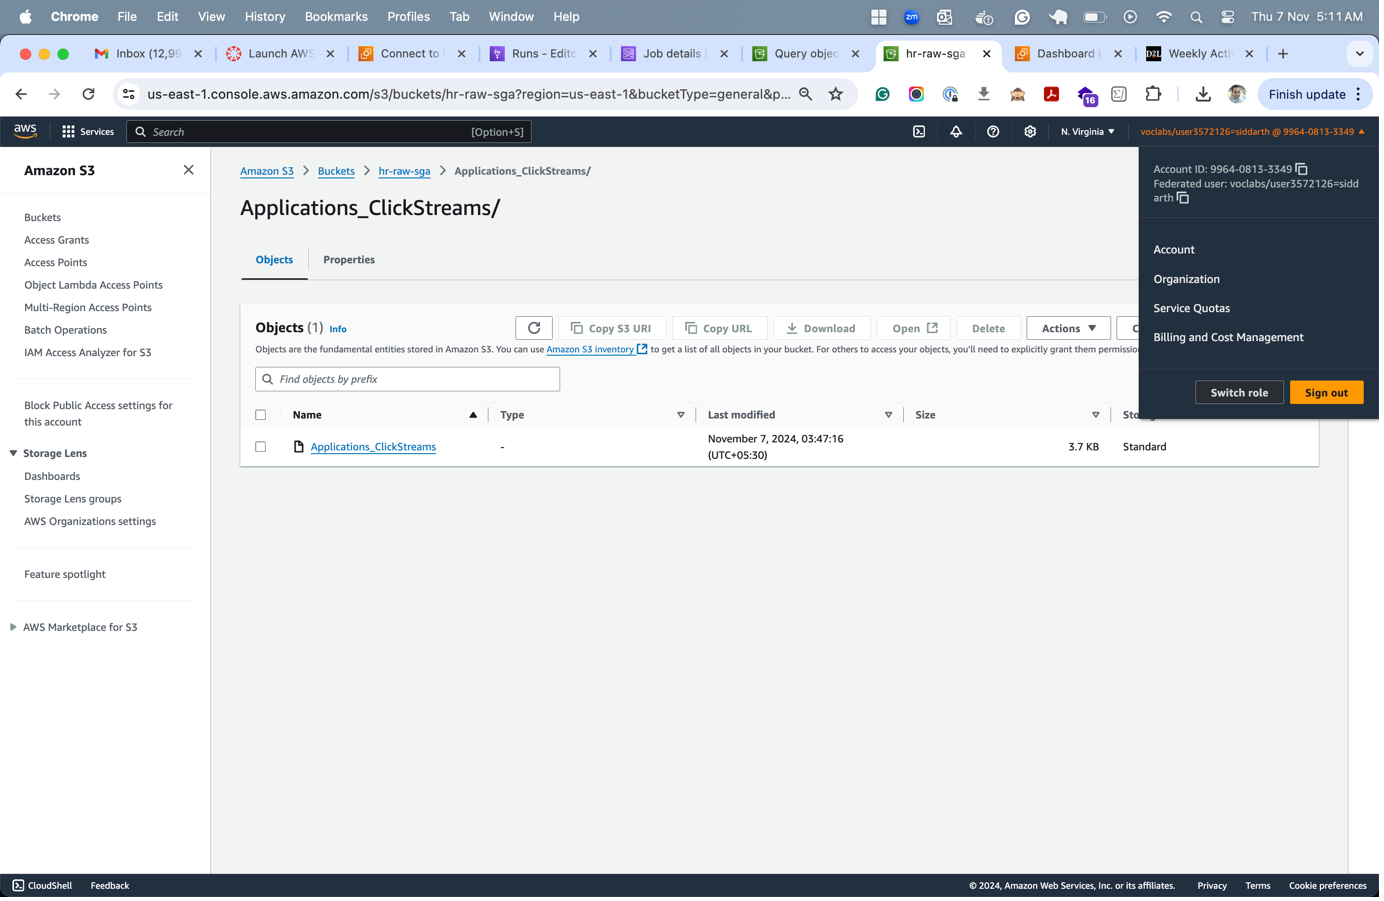 Chrome File Edit View History Bookmarks Profiles Tab Window Help zm Thu 7 Nov 5:11 AM
Inbox (12,99 Launch AWS Connect to i Runs - Edito Job details Query objec hr-raw-sga Dashboard D2L Weekly Acti
us-east-1.console.aws.amazon.com/s3/buckets/hr-raw-sga?region=us-east-1&bucketType=general&p... 16 Finish update
aws Services Search [Option+S] N. Virginia voclabs/user3572126=siddarth @ 9964-0813-3349
Amazon S3
Buckets
Access Grants
Access Points
Object Lambda Access Points
Multi-Region Access Points
Batch Operations
IAM Access Analyzer for S3
Block Public Access settings for
this account
Storage Lens
Dashboards
Storage Lens groups
AWS Organizations settings
Feature spotlight
AWS Marketplace for S3
Amazon S3 > Buckets > hr-raw-sga > Applications_ClickStreams/
Applications_ClickStreams/
Objects Properties
Objects (1) Info Copy S3 URI Copy URL Download Open Delete Actions C
Objects are the fundamental entities stored in Amazon S3. You can use Amazon S3 inventory to get a list of all objects in your bucket. For others to access your objects, you'll need to explicitly grant them permissio
Find objects by prefix
Name Type Last modified Size Sto
Applications_ClickStreams - November 7, 2024, 03:47:16 3.7 KB Standard
(UTC+05:30)
Account ID: 9964-0813-3349
Federated user: voclabs/user3572126=sidd
arth
Account
Organization
Service Quotas
Billing and Cost Management
Switch role Sign out
CloudShell Feedback © 2024, Amazon Web Services, Inc. or its affiliates. Privacy Terms Cookie preferences